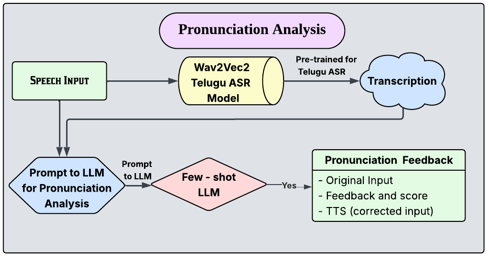 Pronunciation Analysis
SPEECH INPUT
Wav2Vec2
Telugu ASR
Model
Pre-trained for
Telugu ASR
Transcription
Prompt to LLM
for Pronunciation
Analysis
Prompt
to LLM
Few - shot
LLM
Yes
Pronunciation Feedback
- Original Input
- Feedback and score
- TTS (corrected input)